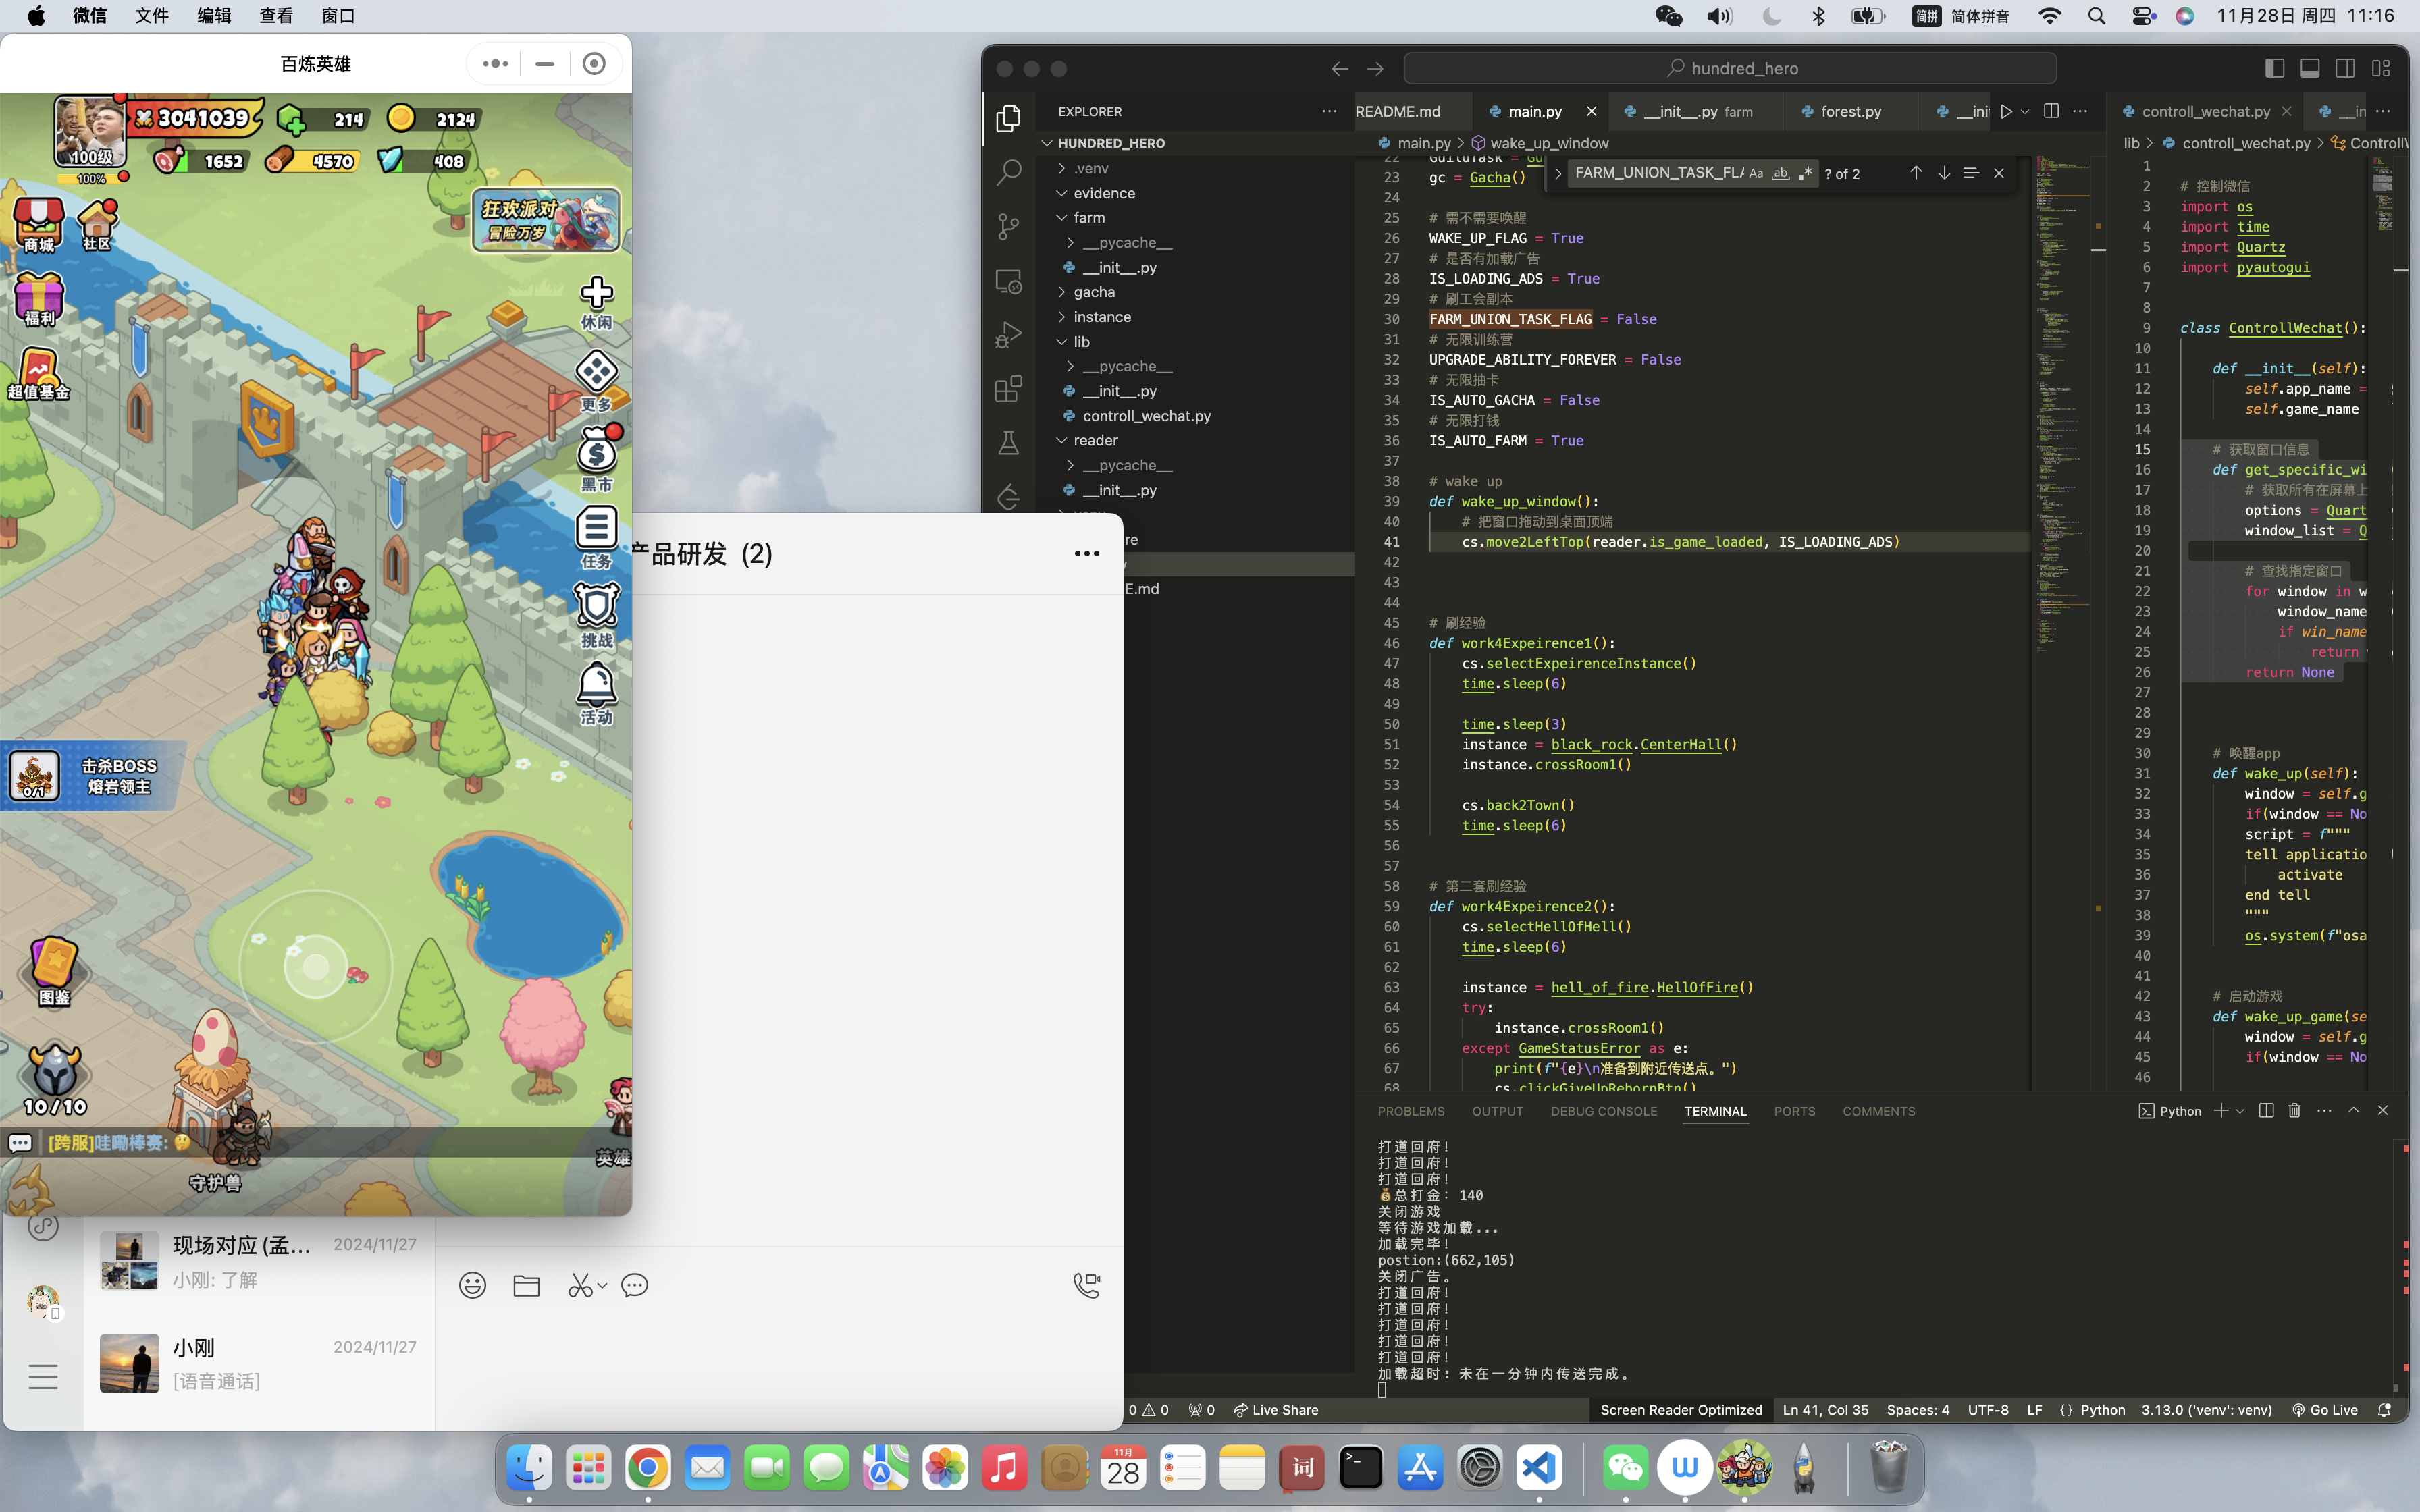 微信 文件 编辑 查看 窗口
简拼 简体拼音 11月28日 周四 11:16
百炼英雄
3041039 214 2124
100级 1652 4570 408
100%
商城 社区
狂欢派对
冒险万岁
福利
休闲
超值基金
更多
黑市
任务
挑战
活动
击杀BOSS
熔岩领主
0/1
图鉴
10/10
[跨服]哇嘞棒赛:
英雄
守护兽
产品研发 (2)
现场对应(孟... 2024/11/27
小刚: 了解
小刚 2024/11/27
[语音通话]
hundred_hero
EXPLORER
HUNDRED_HERO
.venv
evidence
farm
__pycache__
__init__.py
gacha
instance
lib
__pycache__
__init__.py
controll_wechat.py
reader
__pycache__
__init__.py
README.md main.py __init__.py farm forest.py __init
main.py > wake_up_window
FARM_UNION_TASK_FLA Aa ab ? of 2
23 gc = Gacha()
24
25 # 需不需要唤醒
26 WAKE_UP_FLAG = True
27 # 是否有加载广告
28 IS_LOADING_ADS = True
29 # 刷工会副本
30 FARM_UNION_TASK_FLAG = False
31 # 无限训练营
32 UPGRADE_ABILITY_FOREVER = False
33 # 无限抽卡
34 IS_AUTO_GACHA = False
35 # 无限打钱
36 IS_AUTO_FARM = True
37
38 # wake up
39 def wake_up_window():
40 # 把窗口拖动到桌面顶端
41 cs.move2LeftTop(reader.is_game_loaded, IS_LOADING_ADS)
42
43
44
45 # 刷经验
46 def work4Expeirence1():
47 cs.selectExpeirenceInstance()
48 time.sleep(6)
49
50 time.sleep(3)
51 instance = black_rock.CenterHall()
52 instance.crossRoom1()
53
54 cs.back2Town()
55 time.sleep(6)
56
57
58 # 第二套刷经验
59 def work4Expeirence2():
60 cs.selectHellOfHell()
61 time.sleep(6)
62
63 instance = hell_of_fire.HellOfFire()
64 try:
65 instance.crossRoom1()
66 except GameStatusError as e:
67 print(f"{e}\n准备到附近传送点。")
68 cs.clickGiveUpRebornBtn()
controll_wechat.py __in
lib > controll_wechat.py > Controll
1
2 # 控制微信
3 import os
4 import time
5 import Quartz
6 import pyautogui
7
8
9 class ControllWechat():
10
11 def __init__(self):
12 self.app_name =
13 self.game_name
14
15 # 获取窗口信息
16 def get_specific_wi
17 # 获取所有在屏幕上
18 options = Quart
19 window_list = Q
20
21 # 查找指定窗口
22 for window in w
23 window_name
24 if win_name
25 return
26 return None
27
28
29
30 # 唤醒app
31 def wake_up(self):
32 window = self.g
33 if(window == No
34 script = f"""
35 tell applicatio
36 activate
37 end tell
38 """
39 os.system(f"osa
40
41
42 # 启动游戏
43 def wake_up_game(se
44 window = self.g
45 if(window == No
46
PROBLEMS OUTPUT DEBUG CONSOLE TERMINAL PORTS COMMENTS Python
打道回府!
打道回府!
打道回府!
总打金: 140
关闭游戏
等待游戏加载...
加载完毕!
postion:(662,105)
关闭广告。
打道回府!
打道回府!
打道回府!
打道回府!
打道回府!
加载超时: 未在一分钟内传送完成。
0 0 0 Live Share Screen Reader Optimized Ln 41, Col 35 Spaces: 4 UTF-8 LF {} Python 3.13.0 ('venv': venv) Go Live
11月
28
词